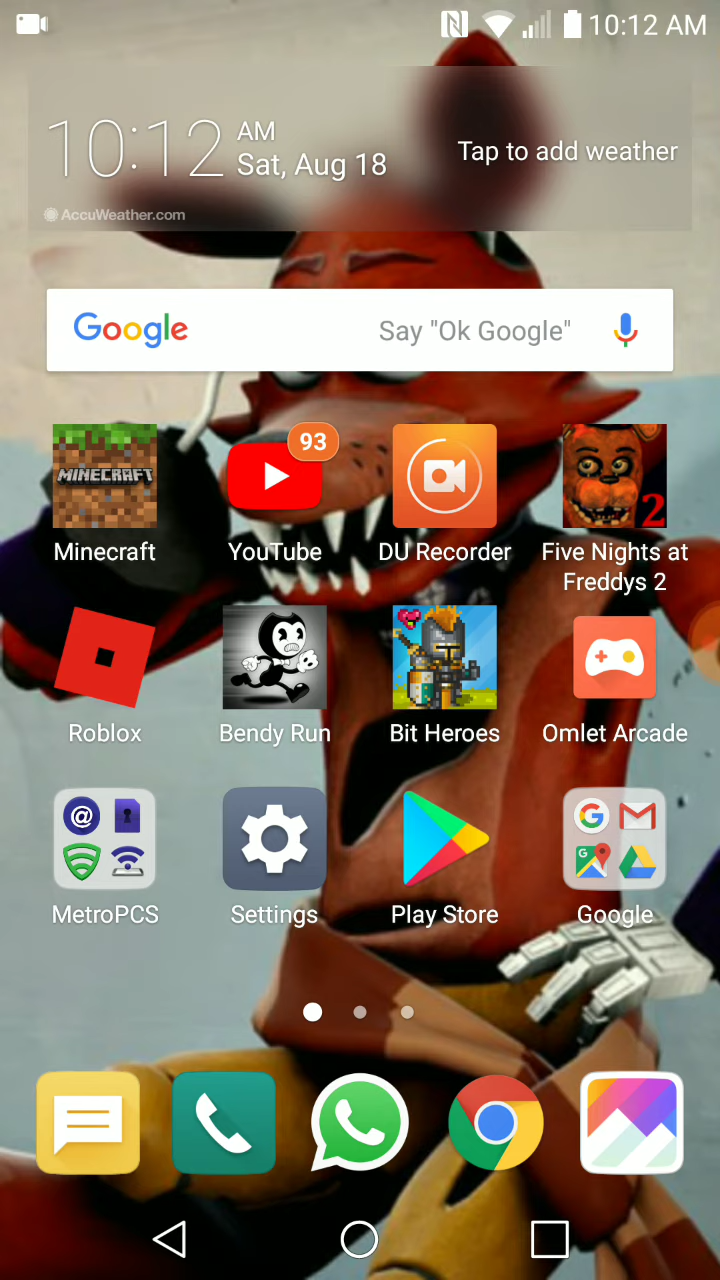 10:12 AM
10:12 AM
Sat, Aug 18
Tap to add weather
AccuWeather.com
Google
Say "Ok Google"
MINECRAFT
93
2
Minecraft
YouTube
DU Recorder
Five Nights at
Freddys 2
Roblox
Bendy Run
Bit Heroes
Omlet Arcade
@
G
G
MetroPCS
Settings
Play Store
Google